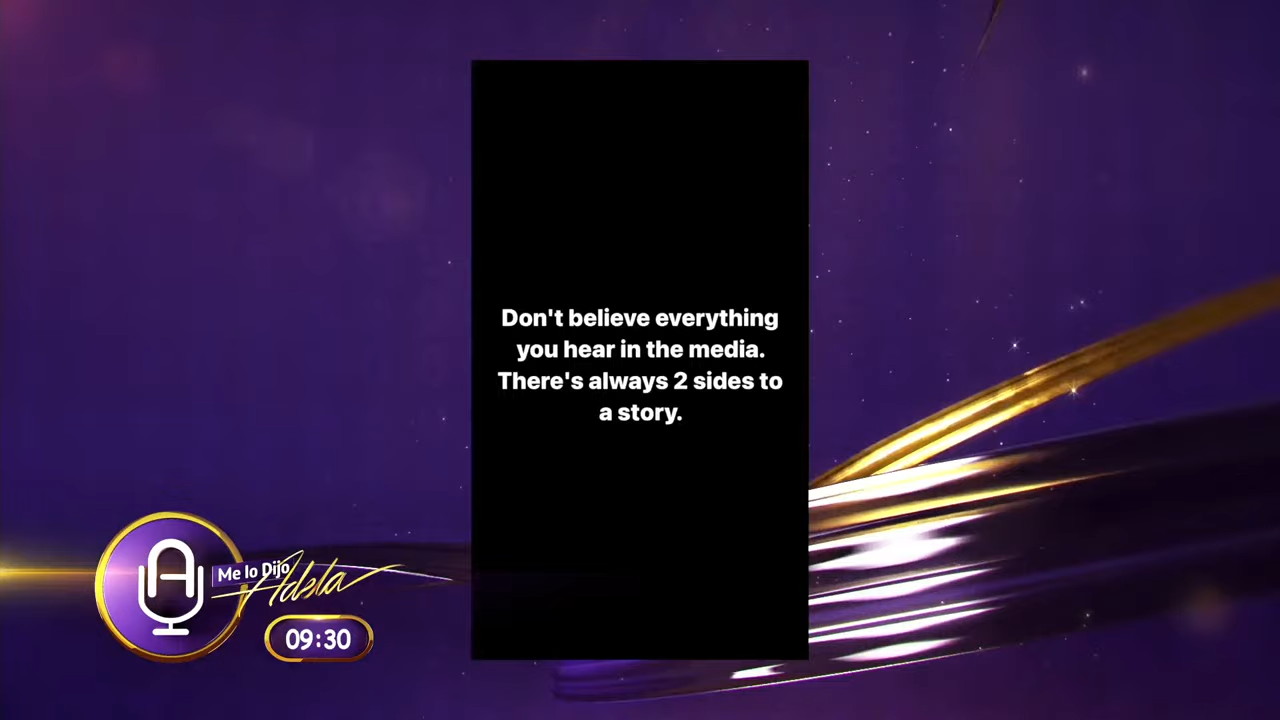 Don't believe everything
you hear in the media.
There's always 2 sides to
a story.
Me lo Dijo
Adela
09:30